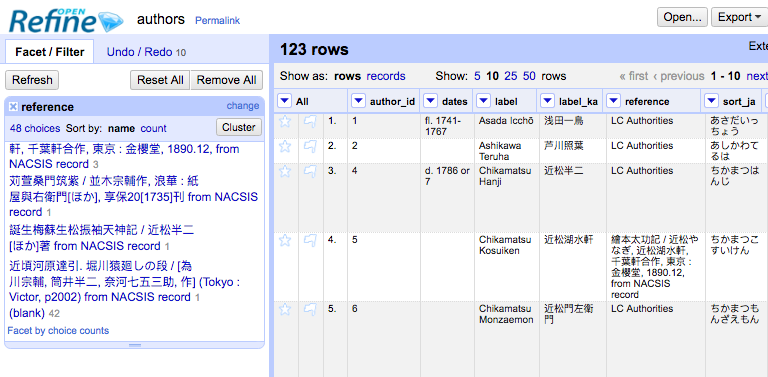 OPEN
Refine
authors
Permalink
Open...
Export
Facet / Filter
Undo / Redo 10
Refresh
Reset All
Remove All
reference
change
48 choices Sort by: name count
Cluster
軒, 千葉軒合作, 東京 : 金櫻堂, 1890.12, from
NACSIS record 3
苅萱桑門筑紫 / 並木宗輔作, 浪華 : 紙
屋與右衛門[ほか], 享保20[1735]刊 from NACSIS
record 1
誕生梅蘇生松振袖天神記 / 近松半二
[ほか]著 from NACSIS record 1
近頃河原達引. 堀川猿廻しの段 / [為
川宗輔, 筒井半二, 奈河七五三助, 作] (Tokyo :
Victor, p2002) from NACSIS record 1
(blank) 42
Facet by choice counts
123 rows
Exte
Show as: rows records
Show: 5 10 25 50 rows
« first ‹ previous 1 - 10 next
All
author_id
dates
label
label_ka
reference
sort_ja
1.
1
fl. 1741-
1767
Asada Icchō
浅田一鳥
LC Authorities
あさだいっ
ちょう
2.
2
Ashikawa
Teruha
芦川照葉
LC Authorities
あしかわて
るは
3.
4
d. 1786 or
7
Chikamatsu
Hanji
近松半二
LC Authorities
ちかまつは
んじ
4.
5
Chikamatsu
Kosuiken
近松湖水軒
繪本太功記 / 近松や
なぎ, 近松湖水軒,
千葉軒合作, 東京 :
金櫻堂, 1890.12,
from NACSIS
record
ちかまつこ
すいけん
5.
6
Chikamatsu
Monzaemon
近松門左衛
門
LC Authorities
ちかまつも
んざえもん